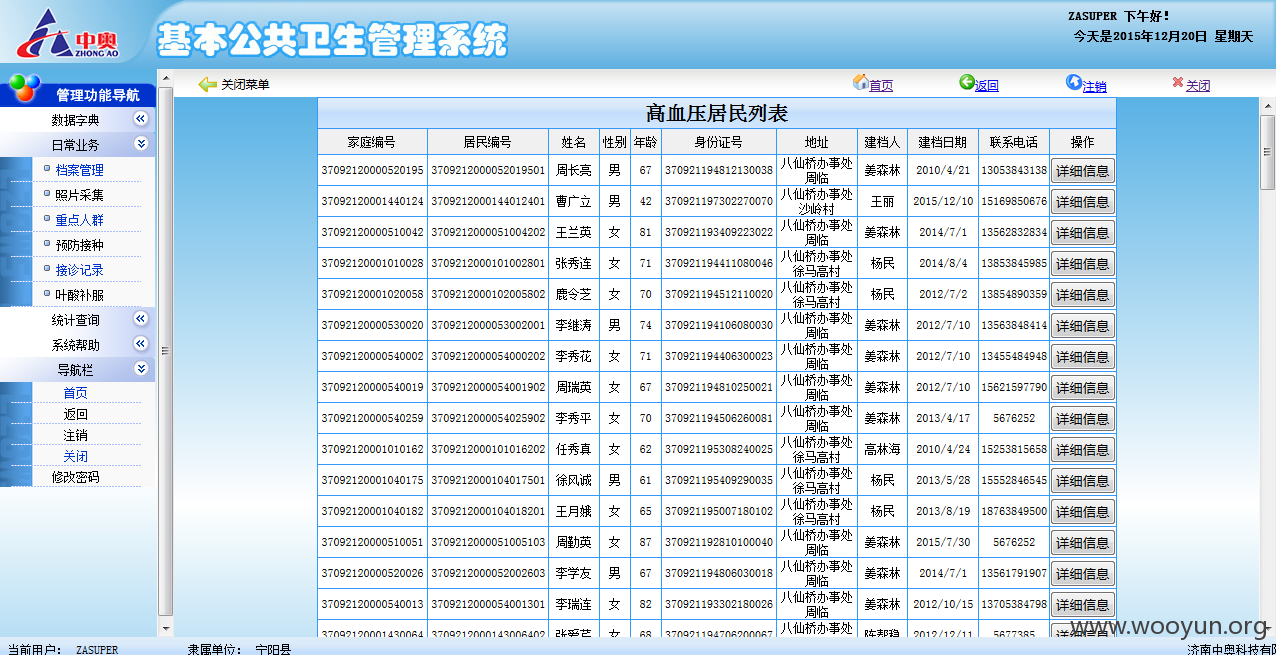 中奥
ZHONG AO
基本公共卫生管理系统
ZASUPER 下午好!
今天是2015年12月20日 星期天
管理功能导航
数据字典
日常业务
档案管理
照片采集
重点人群
预防接种
接诊记录
叶酸补服
统计查询
系统帮助
导航栏
首页
返回
注销
关闭
修改密码
关闭菜单 首页 返回 注销 关闭
高血压居民列表
家庭编号 居民编号 姓名 性别 年龄 身份证号 地址 建档人 建档日期 联系电话 操作
37092120000520195 3709212000052019501 周长亮 男 67 370921194812130038 八仙桥办事处周临 姜森林 2010/4/21 13053843138 详细信息
37092120001440124 3709212000144012401 曹广立 男 42 370921197302270070 八仙桥办事处沙岭村 王丽 2015/12/10 15169850676 详细信息
37092120000510042 3709212000051004202 王兰英 女 81 370921193409223022 八仙桥办事处周临 姜森林 2014/7/1 13562832834 详细信息
37092120001010028 3709212000101002801 张秀连 女 71 370921194411080046 八仙桥办事处徐马高村 杨民 2014/8/4 13853845985 详细信息
37092120001020058 3709212000102005802 鹿令芝 女 70 370921194512110020 八仙桥办事处徐马高村 杨民 2012/7/2 13854890359 详细信息
37092120000530020 3709212000053002001 李继涛 男 74 370921194106080030 八仙桥办事处周临 姜森林 2012/7/10 13563848414 详细信息
37092120000540002 3709212000054000202 李秀花 女 71 370921194406300023 八仙桥办事处周临 姜森林 2012/7/10 13455484948 详细信息
37092120000540019 3709212000054001902 周瑞英 女 67 370921194810250021 八仙桥办事处周临 姜森林 2012/7/10 15621597790 详细信息
37092120000540259 3709212000054025902 李秀平 女 70 370921194506260081 八仙桥办事处周临 姜森林 2013/4/17 5676252 详细信息
37092120001010162 3709212000101016202 任秀真 女 62 370921195308240025 八仙桥办事处徐马高村 高林海 2010/4/24 15253815658 详细信息
37092120001040175 3709212000104017501 徐风诚 男 61 370921195409290035 八仙桥办事处徐马高村 杨民 2013/5/28 15552846545 详细信息
37092120001040182 3709212000104018201 王月娥 女 65 370921195007180102 八仙桥办事处徐马高村 杨民 2013/8/19 18763849500 详细信息
37092120000510051 3709212000051005103 周勤英 女 87 370921192810100040 八仙桥办事处周临 姜森林 2015/7/30 5676252 详细信息
37092120000520026 3709212000052002603 李学友 男 67 370921194806030018 八仙桥办事处周临 姜森林 2014/7/1 13561791907 详细信息
37092120000540013 3709212000054001301 李瑞连 女 82 370921193302180026 八仙桥办事处周临 姜森林 2012/10/15 13705384798 详细信息
37092120001430064 3709212000143006402 女 68 370921194706200067 八仙桥办事处 2012/12/11 5677385 详细信息
www.wooyun.org
当前用户: ZASUPER 隶属单位: 宁阳县 济南中奥科技有限